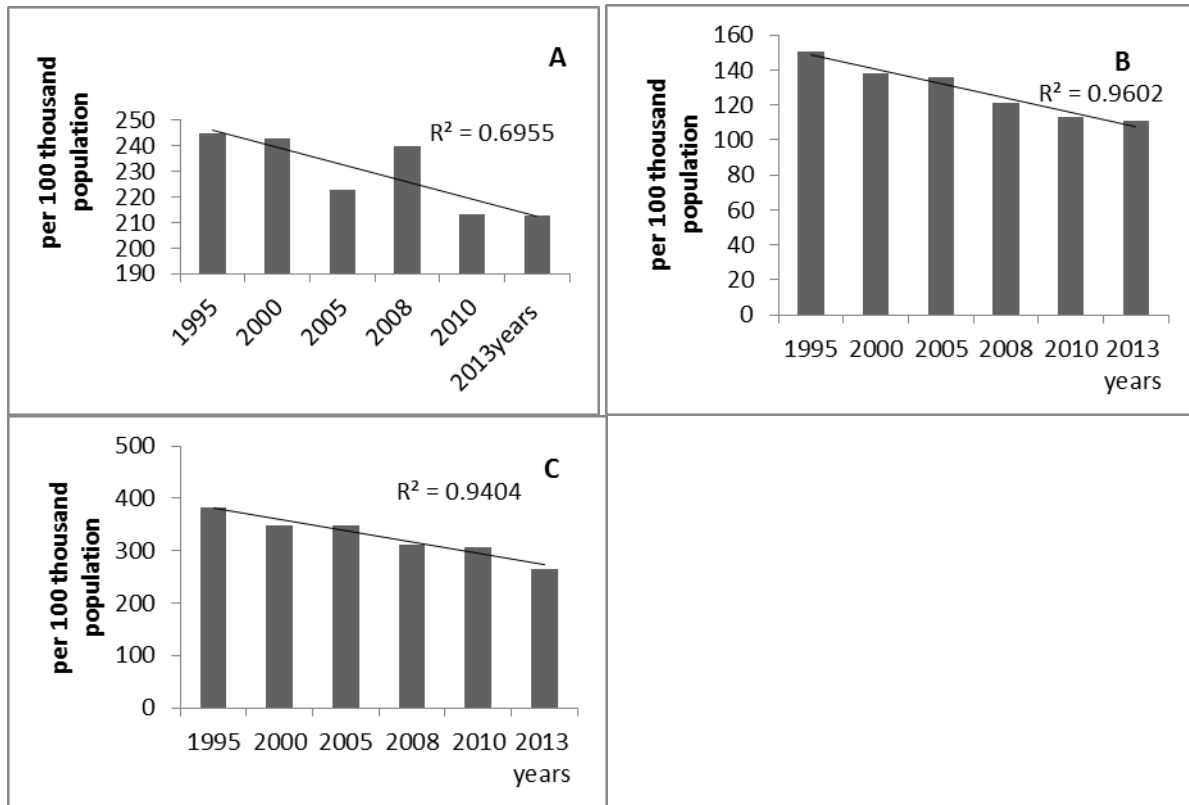 A
per 100 thousand
population
R² = 0.6955
250
240
230
220
210
200
190
1995
2000
2005
2008
2010
2013years
B
per 100 thousand
population
R² = 0.9602
160
140
120
100
80
60
40
20
0
1995 2000 2005 2008 2010 2013
years
C
per 100 thousand
population
R² = 0.9404
500
400
300
200
100
0
1995 2000 2005 2008 2010 2013
years